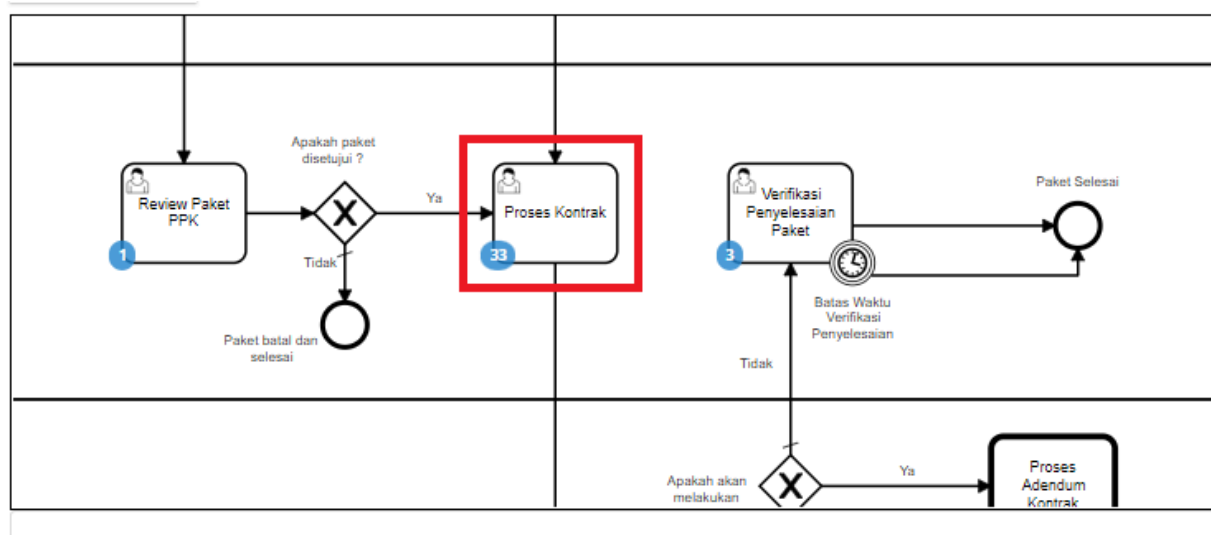 Apakah paket
disetujui ?
Review Paket
PPK
1
Ya
Tidak
Paket batal dan
selesai
Proses Kontrak
33
Verifikasi
Penyelesaian
Paket
3
Batas Waktu
Verifikasi
Penyelesaian
Paket Selesai
Tidak
Apakah akan
melakukan
Ya
Proses
Adendum
Kontrak